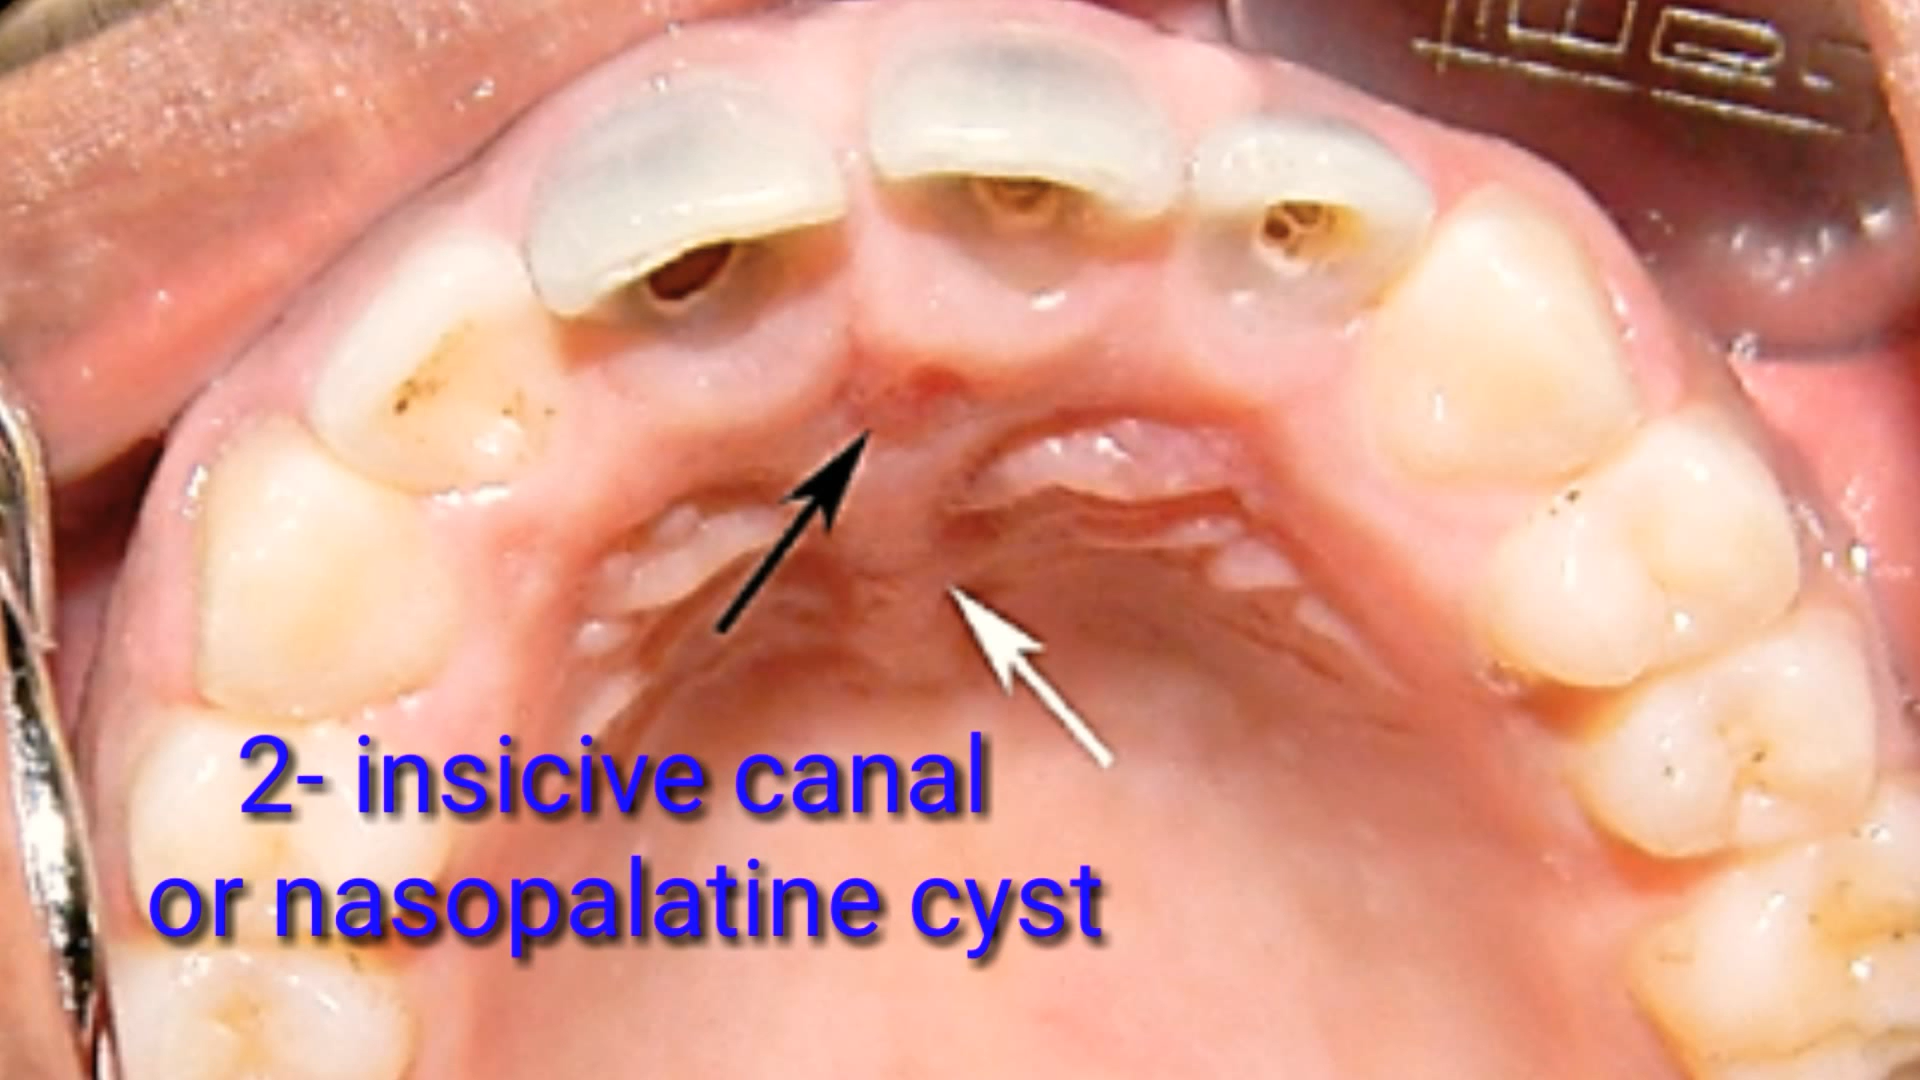 2- insicive canal
or nasopalatine cyst